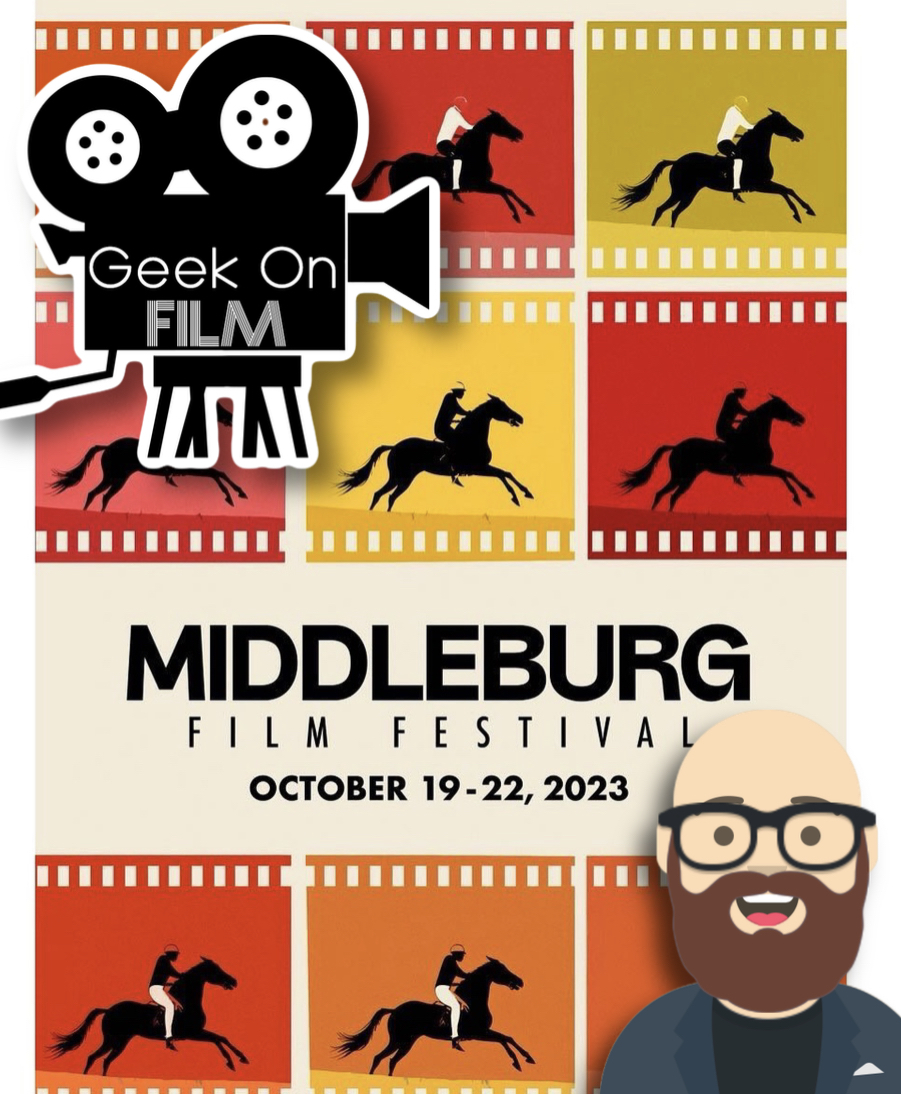 Geek On
FILM
MIDDLEBURG
FILM FESTIVAL
OCTOBER 19-22, 2023